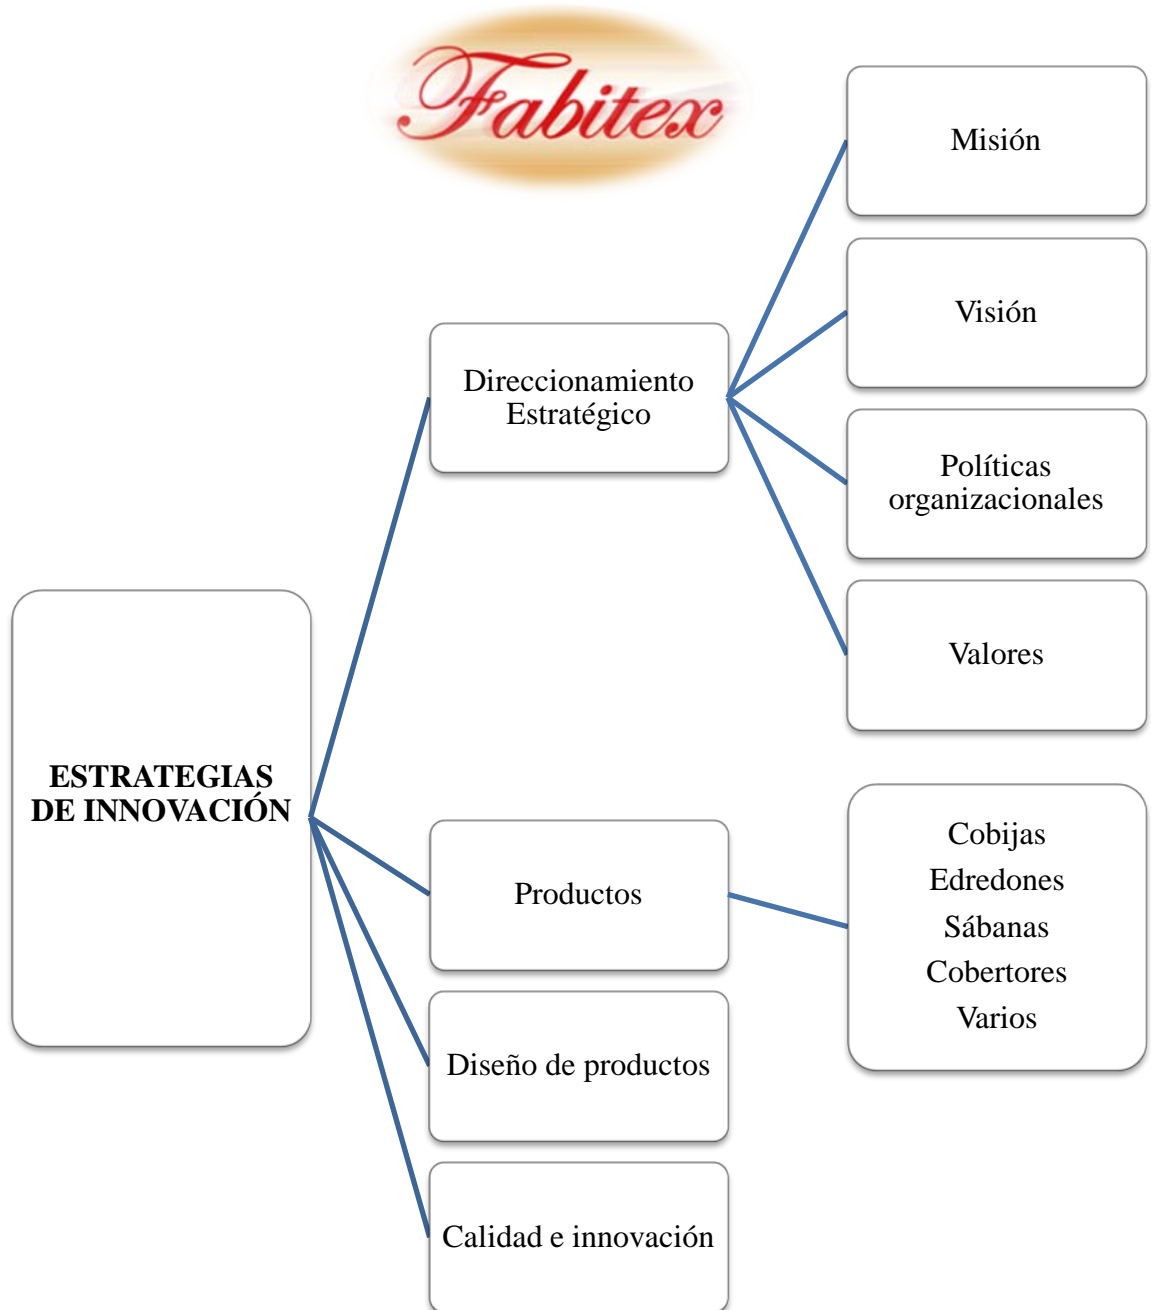 Fabitex
Misión
Visión
Direccionamiento
Estratégico
Políticas
organizacionales
Valores
ESTRATEGIAS
DE INNOVACIÓN
Productos
Cobijas
Edredones
Sábanas
Cobertores
Varios
Diseño de productos
Calidad e innovación